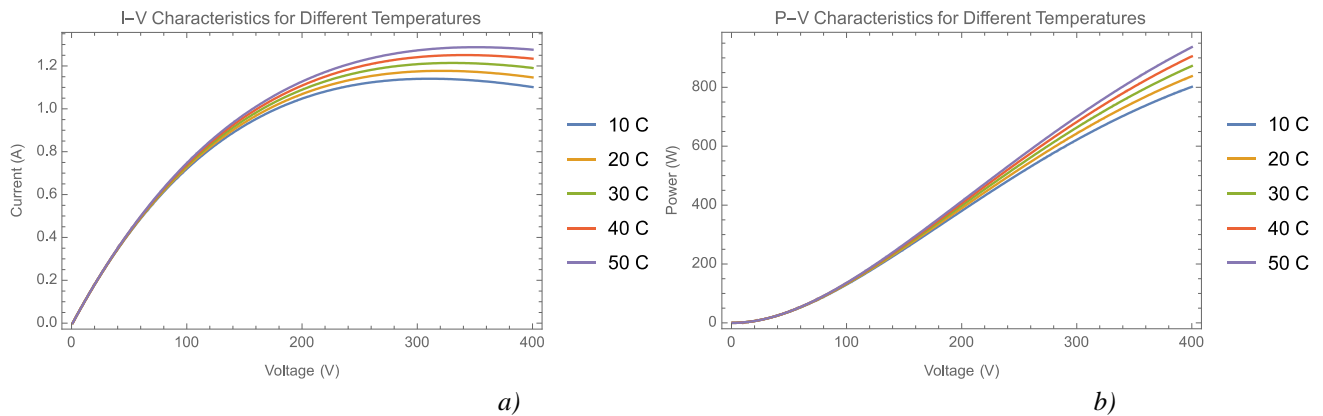 I–V Characteristics for Different Temperatures
1.2
1.0
0.8
0.6
0.4
0.2
0.0
Current (A)
0 100 200 300 400
Voltage (V)
10 C
20 C
30 C
40 C
50 C
a)
P–V Characteristics for Different Temperatures
800
600
400
200
0
Power (W)
0 100 200 300 400
Voltage (V)
10 C
20 C
30 C
40 C
50 C
b)